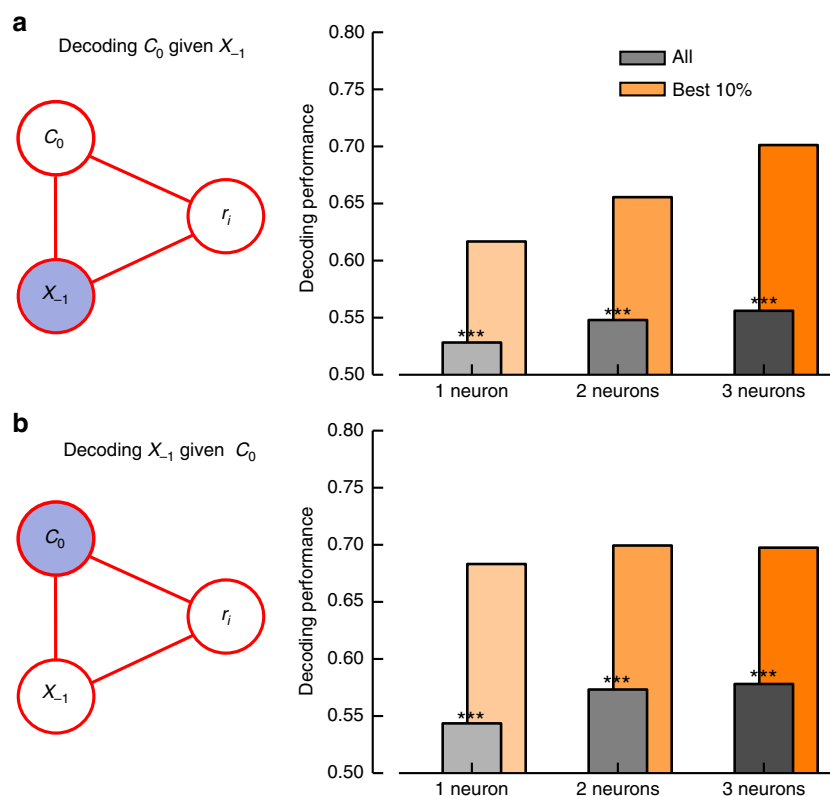 a
Decoding C₀ given X₋₁
C₀
X₋₁
rᵢ
Decoding performance
0.80
0.75
0.70
0.65
0.60
0.55
0.50
All
Best 10%
***
***
***
1 neuron
2 neurons
3 neurons
b
Decoding X₋₁ given C₀
C₀
X₋₁
rᵢ
Decoding performance
0.80
0.75
0.70
0.65
0.60
0.55
0.50
***
***
***
1 neuron
2 neurons
3 neurons